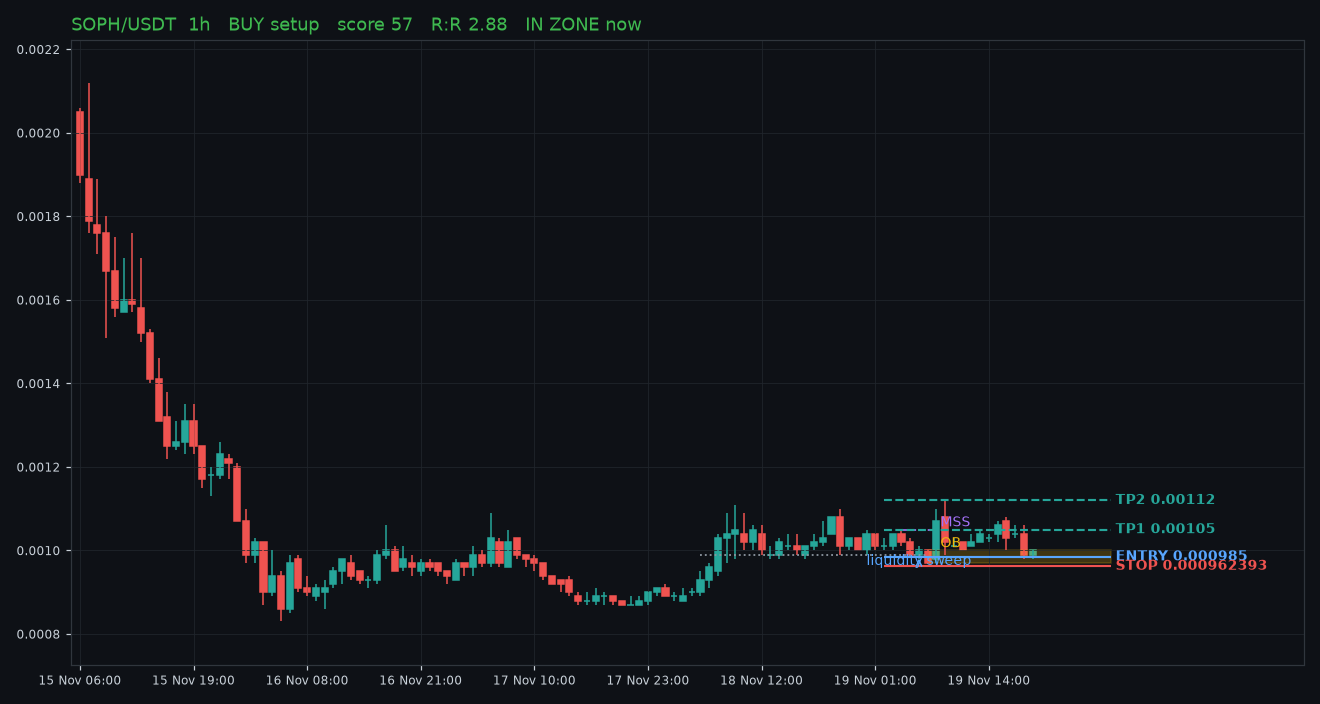 SOPH/USDT 1h BUY setup score 57 R:R 2.88 IN ZONE now
0.0022
0.0020
0.0018
0.0016
0.0014
0.0012
0.0010
0.0008
TP2 0.00112
MSS
TP1 0.00105
OB
ENTRY 0.000985
liquidity sweep
STOP 0.000962393
15 Nov 06:00 15 Nov 19:00 16 Nov 08:00 16 Nov 21:00 17 Nov 10:00 17 Nov 23:00 18 Nov 12:00 19 Nov 01:00 19 Nov 14:00